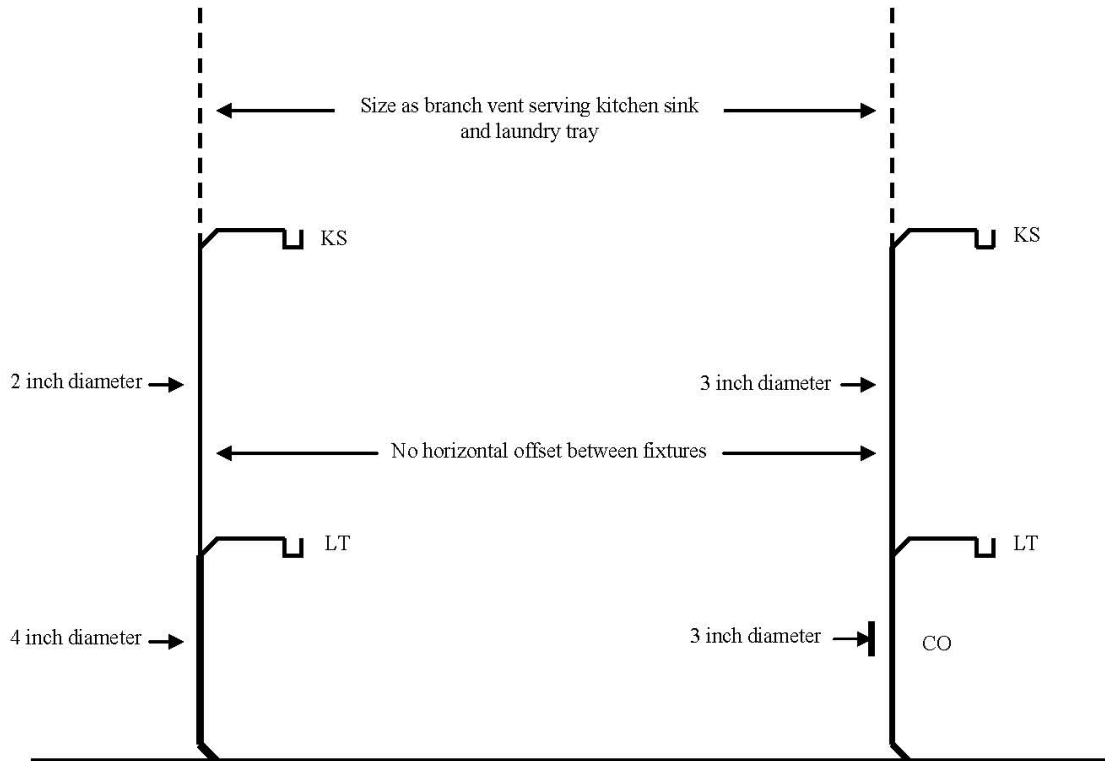 Size as branch vent serving kitchen sink
and laundry tray
KS
KS
2 inch diameter
3 inch diameter
No horizontal offset between fixtures
LT
LT
4 inch diameter
3 inch diameter
CO